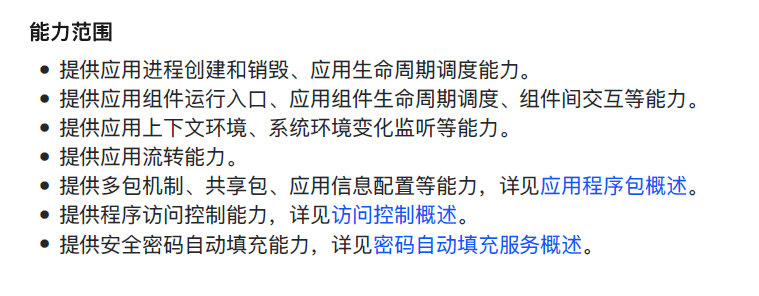 能力范围
提供应用进程创建和销毁、应用生命周期调度能力。
提供应用组件运行入口、应用组件生命周期调度、组件间交互等能力。
提供应用上下文环境、系统环境变化监听等能力。
提供应用流转能力。
提供多包机制、共享包、应用信息配置等能力，详见应用程序包概述。
提供程序访问控制能力，详见访问控制概述。
提供安全密码自动填充能力，详见密码自动填充服务概述。